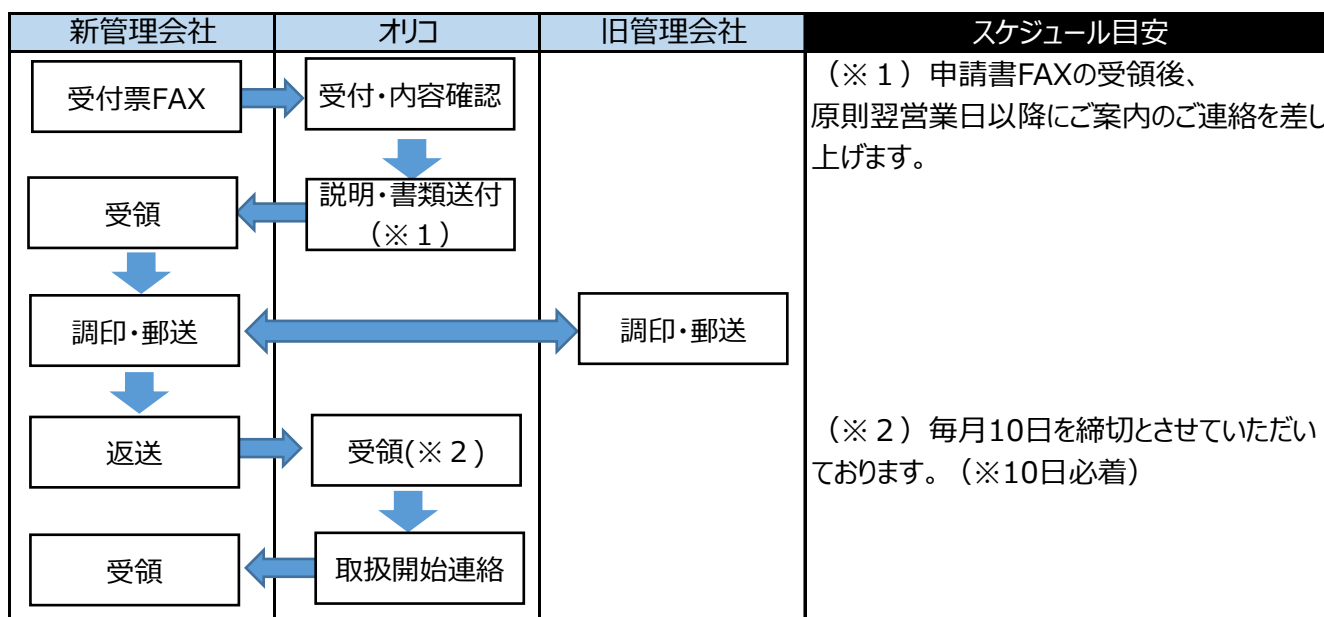 新管理会社
オリコ
旧管理会社
スケジュール目安
受付票FAX
受付・内容確認
（※１）申請書FAXの受領後、
原則翌営業日以降にご案内のご連絡を差し
上げます。
受領
説明・書類送付
（※１）
調印・郵送
調印・郵送
返送
受領(※２)
（※２）毎月10日を締切とさせていただい
ております。（※10日必着）
受領
取扱開始連絡